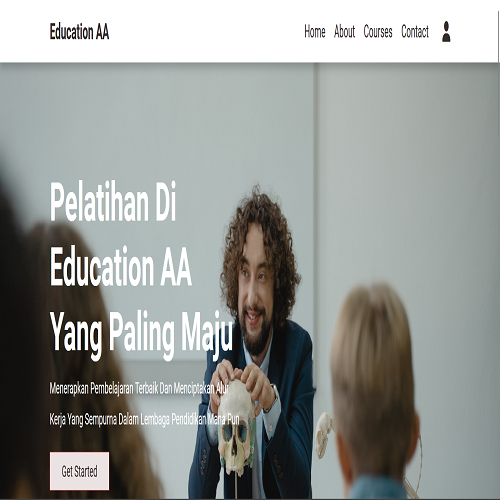 Education AA
Home About Courses Contact
Pelatihan Di
Education AA
Yang Paling Maju
Menerapkan Pembelajaran Terbaik Dan Menciptakan Alur
Kerja Yang Sempurna Dalam Lembaga Pendidikan Mana Pun
Get Started